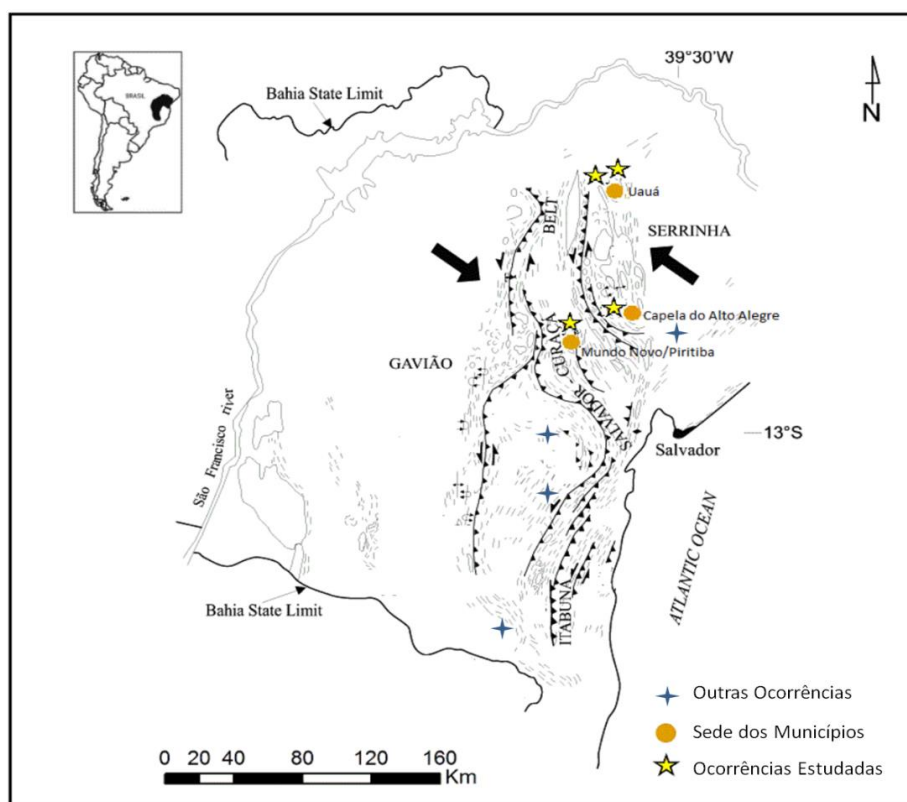 39°30'W
BRASIL
Bahia State Limit
N
Uauá
BELT
SERRINHA
Capela do Alto Alegre
Mundo Novo/Piritiba
CURAÇA
GAVIÃO
SALVADOR
São Francisco river
13°S
Salvador
ATLANTIC OCEAN
Bahia State Limit
ITABUNA
Outras Ocorrências
Sede dos Municípios
Ocorrências Estudadas
0 20 40 80 120 160
Km